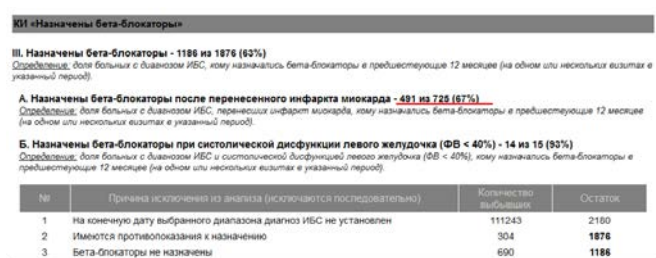 КИ «Назначены бета-блокаторы»
III. Назначены бета-блокаторы - 1186 из 1876 (63%)
Определение: доля больных с диагнозом ИБС, кому назначались бета-блокаторы в предшествующие 12 месяцев (на одном или нескольких визитах в
указанный период).
А. Назначены бета-блокаторы после перенесенного инфаркта миокарда - 491 из 725 (67%)
Определение: доля больных с диагнозом ИБС, перенесших инфаркт миокарда, кому назначались бета-блокаторы в предшествующие 12 месяцев
(на одном или нескольких визитах в указанный период).
Б. Назначены бета-блокаторы при систолической дисфункции левого желудочка (ФВ < 40%) - 14 из 15 (93%)
Определение: доля больных с диагнозом ИБС и систолической дисфункцией левого желудочка (ФВ < 40%), кому назначались бета-блокаторы в
предшествующие 12 месяцев (на одном или нескольких визитах в указанный период).
№ Причина исключения из анализа (исключаются последовательно) Количество выбывших Остаток
1 На конечную дату выбранного диапазона диагноз ИБС не установлен 111243 2180
2 Имеются противопоказания к назначению 304 1876
3 Бета-блокаторы не назначены 690 1186